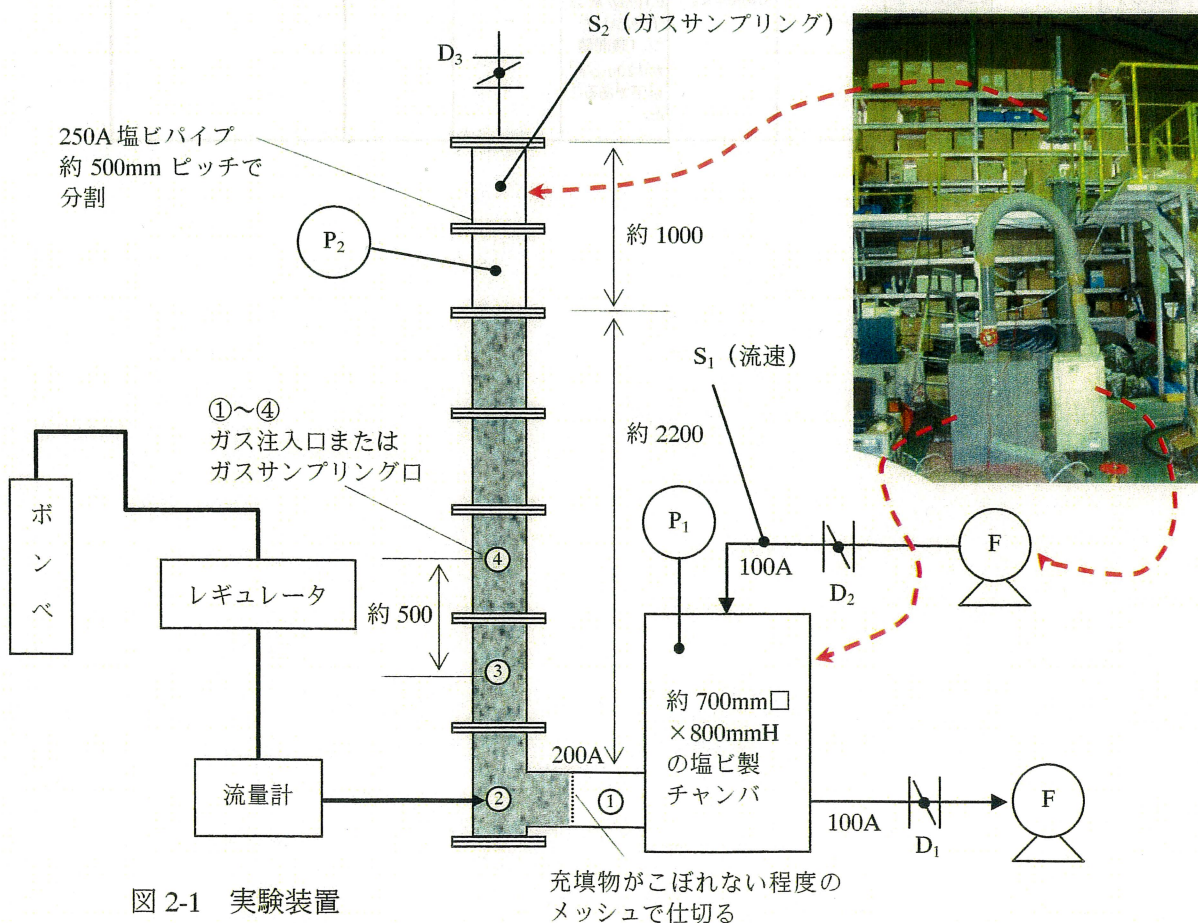 S₂（ガスサンプリング）
D₃
250A 塩ビパイプ
約 500mm ピッチで
分割
P₂
約 1000
S₁（流速）
①～④
ガス注入口または
ガスサンプリング口
約 2200
ボンベ
P₁
F
④
100A
D₂
レギュレータ
約 500
③
約 700mm□
×800mmH
の塩ビ製
チャンバ
200A
流量計
②
①
100A
D₁
F
充填物がこぼれない程度の
メッシュで仕切る
図 2-1 実験装置